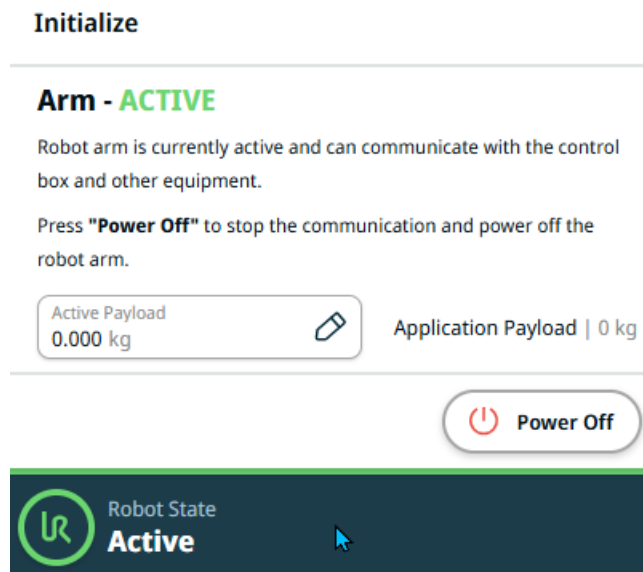 Initialize
Arm - ACTIVE
Robot arm is currently active and can communicate with the control
box and other equipment.
Press "Power Off" to stop the communication and power off the
robot arm.
Active Payload
0.000 kg
Application Payload | 0 kg
Power Off
UR
Robot State
Active